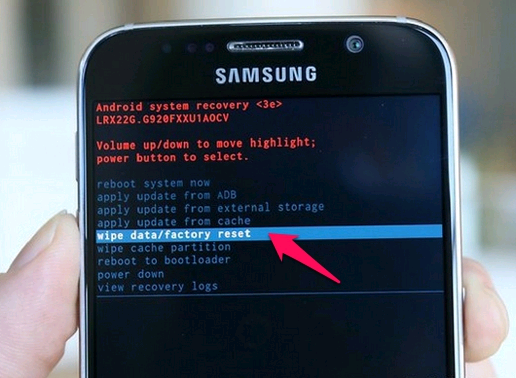 SAMSUNG
Android system recovery <3e>
LRX22G.G920FXXU1AOCV
Volume up/down to move highlight;
power button to select.
reboot system now
apply update from ADB
apply update from external storage
apply update from cache
wipe data/factory reset
wipe cache partition
reboot to bootloader
power down
view recovery logs